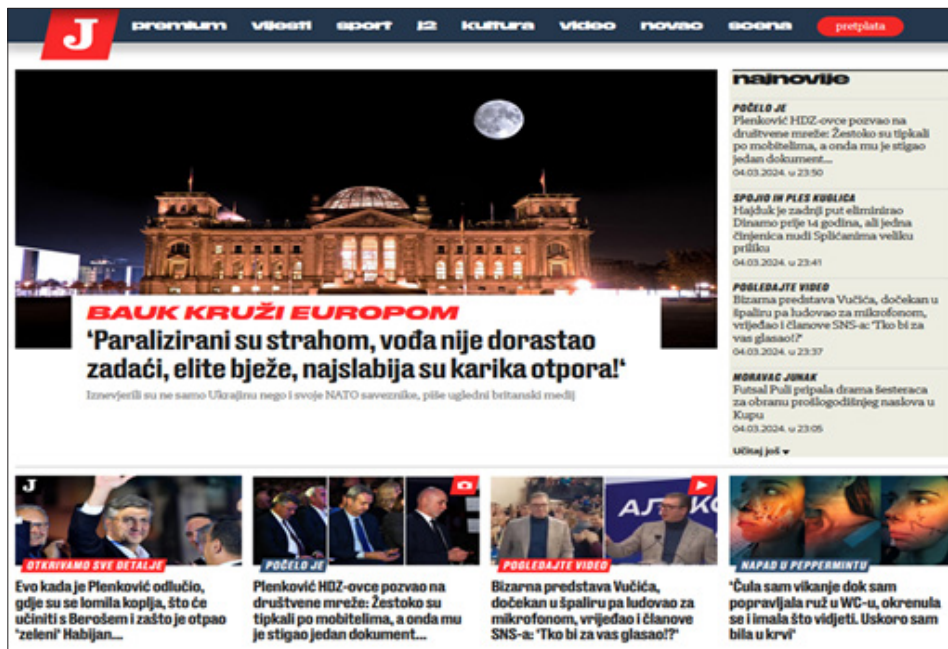 J premium vijesti sport j2 kultura video novac scena pretplata
BAUK KRUŽI EUROPOM
‘Paralizirani su strahom, vođa nije dorastao
zadaći, elite bježe, najslabija su karika otpora!‘
Iznevjerili su ne samo Ukrajinu nego i svoje NATO saveznike, piše ugledni britanski medij
najnovije
POČELO JE
Plenković HDZ-ovce pozvao na
društvene mreže: Žestoko su tipkali
po mobitelima, a onda mu je stigao
jedan dokument...
04.03.2024. u 23:50
SPOJIO IH PLES KUGLICA
Hajduk je zadnji put eliminirao
Dinamo prije 14 godina, ali jedna
činjenica nudi Splićanima veliku
priliku
04.03.2024. u 23:41
POGLEDAJTE VIDEO
Bizarna predstava Vučića, dočekan u
špaliru pa ludovao za mikrofonom,
vrijeđao i članove SNS-a: 'Tko bi za
vas glasao!?'
04.03.2024. u 23:37
MORAVAC JUNAK
Futsal Puli pripala drama šesteraca
za obranu prošlogodišnjeg naslova u
Kupu
04.03.2024. u 23:05
Učitaj još
J
OTKRIVAMO SVE DETALJE
Evo kada je Plenković odlučio,
gdje su se lomila koplja, što će
učiniti s Berošem i zašto je otpao
'zeleni' Habijan...
POČELO JE
Plenković HDZ-ovce pozvao na
društvene mreže: Žestoko su
tipkali po mobitelima, a onda mu
je stigao jedan dokument...
POGLEDAJTE VIDEO
Bizarna predstava Vučića,
dočekan u špaliru pa ludovao za
mikrofonom, vrijeđao i članove
SNS-a: 'Tko bi za vas glasao!?'
NAPAD U PEPPERMINTU
'Čula sam vikanje dok sam
popravljala ruž u WC-u, okrenula
se i imala što vidjeti. Uskoro sam
bila u krvi'